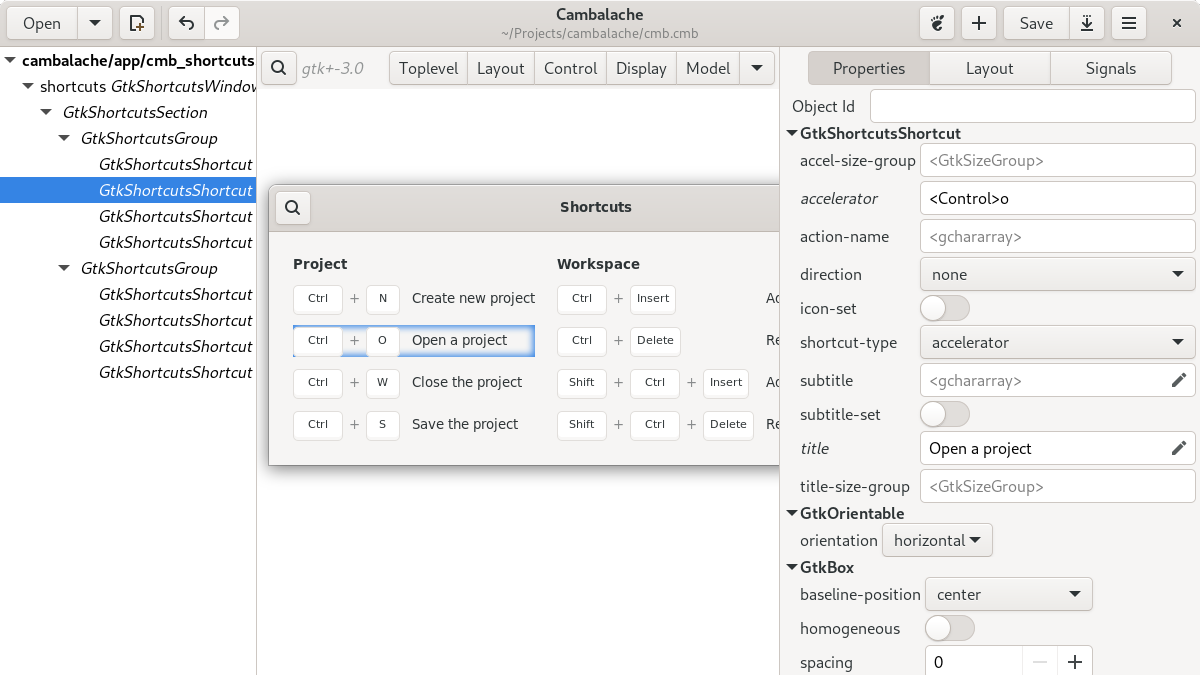 Open
Cambalache
~/Projects/cambalache/cmb.cmb
Save
cambalache/app/cmb_shortcuts
shortcuts GtkShortcutsWindow
GtkShortcutsSection
GtkShortcutsGroup
GtkShortcutsShortcut
GtkShortcutsShortcut
GtkShortcutsShortcut
GtkShortcutsShortcut
GtkShortcutsGroup
GtkShortcutsShortcut
GtkShortcutsShortcut
GtkShortcutsShortcut
GtkShortcutsShortcut
gtk+-3.0
Toplevel
Layout
Control
Display
Model
Shortcuts
Project
Ctrl + N Create new project
Ctrl + O Open a project
Ctrl + W Close the project
Ctrl + S Save the project
Workspace
Ctrl + Insert
Ctrl + Delete
Shift + Ctrl + Insert
Shift + Ctrl + Delete
Properties
Layout
Signals
Object Id
GtkShortcutsShortcut
accel-size-group <GtkSizeGroup>
accelerator <Control>o
action-name <gchararray>
direction none
icon-set
shortcut-type accelerator
subtitle <gchararray>
subtitle-set
title Open a project
title-size-group <GtkSizeGroup>
GtkOrientable
orientation horizontal
GtkBox
baseline-position center
homogeneous
spacing 0